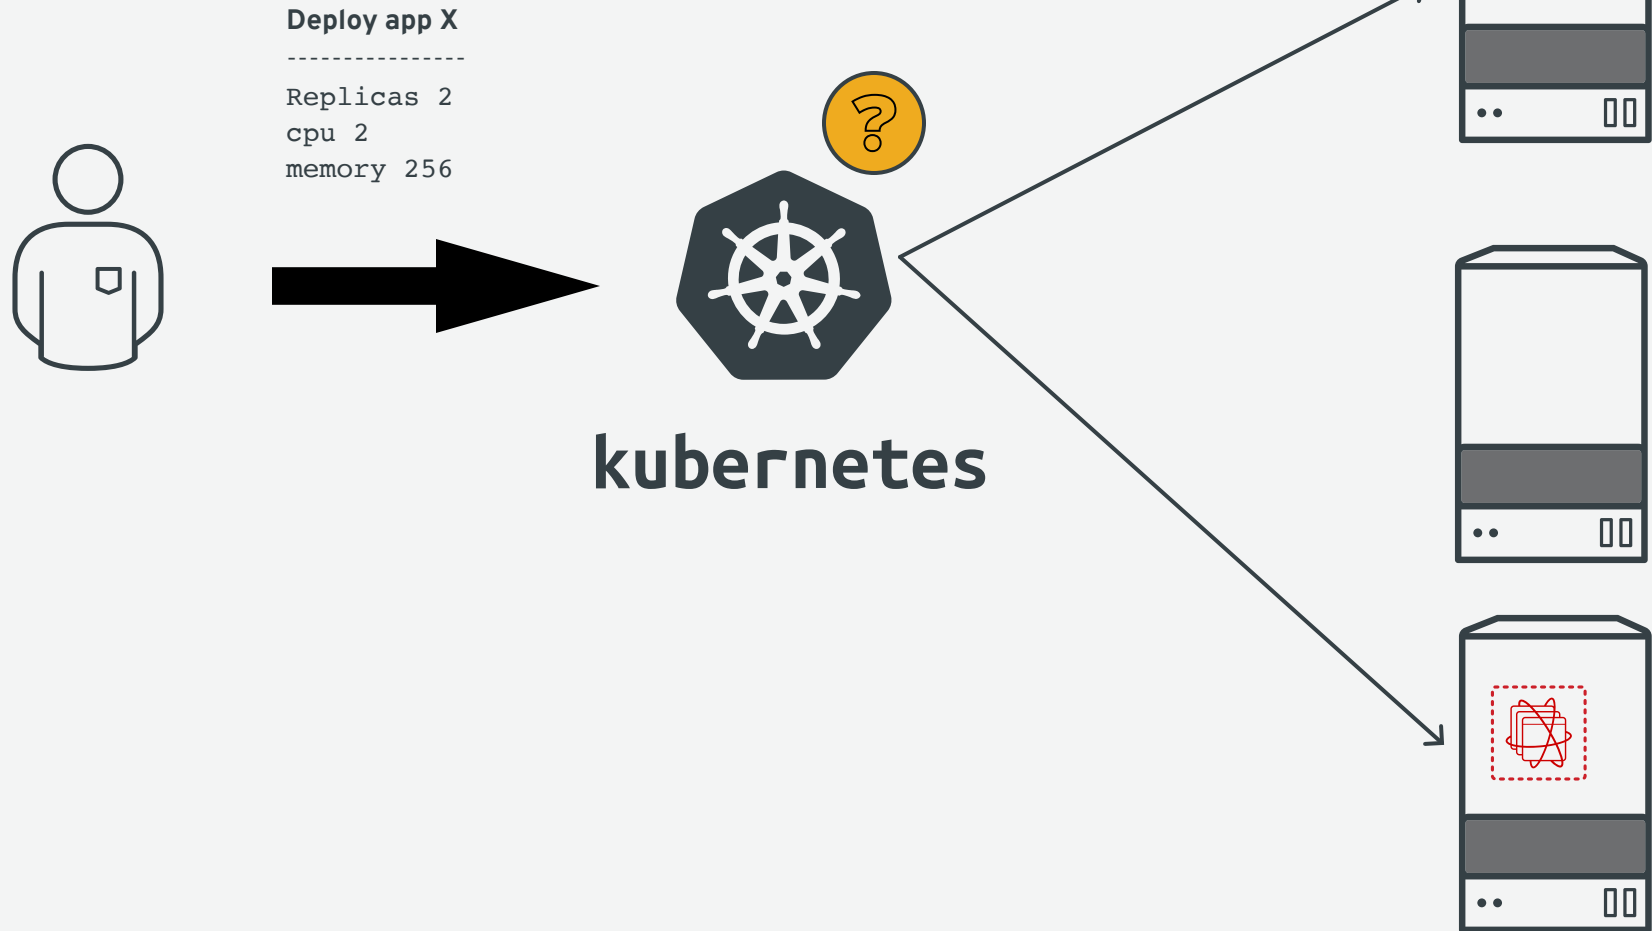 Deploy app X
----------------
Replicas 2
cpu 2
memory 256
?
kubernetes